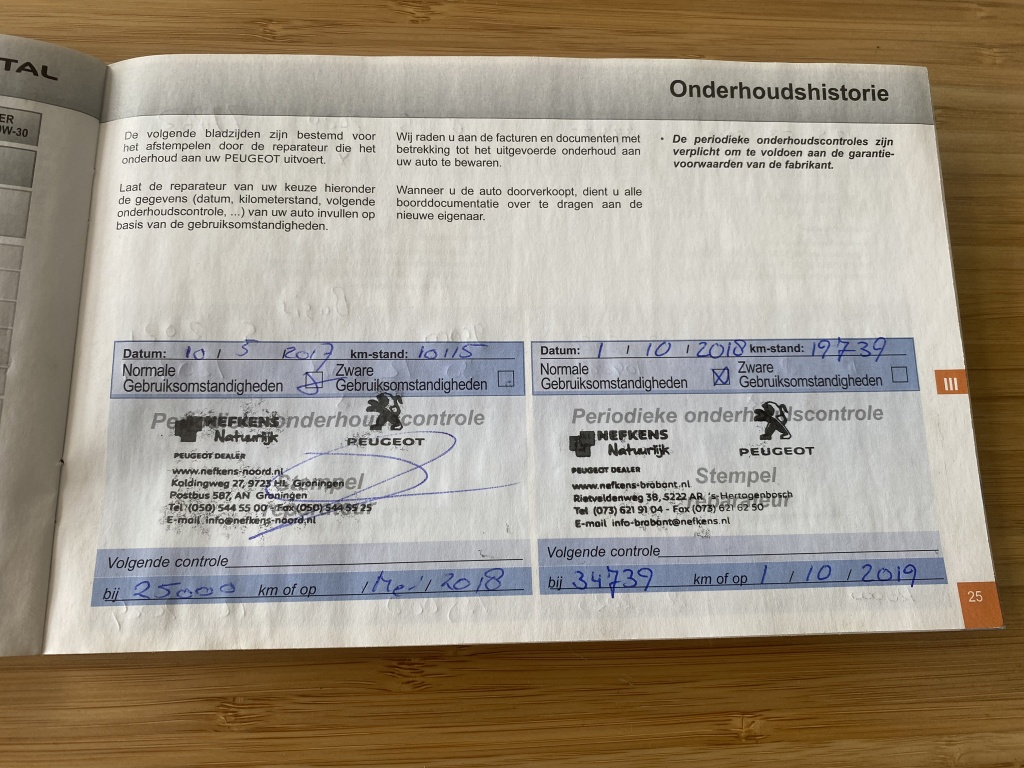 TAL
ER
0W-30
Onderhoudshistorie
De volgende bladzijden zijn bestemd voor
het afstempelen door de reparateur die het
onderhoud aan uw PEUGEOT uitvoert.
Laat de reparateur van uw keuze hieronder
de gegevens (datum, kilometerstand, volgende
onderhoudscontrole, ...) van uw auto invullen op
basis van de gebruiksomstandigheden.
Wij raden u aan de facturen en documenten met
betrekking tot het uitgevoerde onderhoud aan
uw auto te bewaren.
Wanneer u de auto doorverkoopt, dient u alle
boorddocumentatie over te dragen aan de
nieuwe eigenaar.
• De periodieke onderhoudscontroles zijn
verplicht om te voldoen aan de garantie-
voorwaarden van de fabrikant.
Datum: 10 / 5 2017 km-stand: 10115
Normale
Gebruiksomstandigheden
Zware
Gebruiksomstandigheden
Periodieke onderhoudscontrole
NEFKENS
Natuurlijk
PEUGEOT
PEUGEOT DEALER
www.nefkens-noord.nl
Koldingweg 27, 9723 HL Groningen
Stempel
Postbus 587, AN Groningen
reparateur
Tel (050) 544 55 00 - Fax (050) 544 55 25
E-mail info@nefkens-noord.nl
Volgende controle
bij 25000 km of op / Mei / 2018
Datum: 1 / 10 / 2018 km-stand: 19739
Normale
Gebruiksomstandigheden
Zware
Gebruiksomstandigheden
Periodieke onderhoudscontrole
NEFKENS
Natuurlijk
PEUGEOT
PEUGEOT DEALER
Stempel
www.nefkens-brabant.nl
Rietveldenweg 38, 5222 AR 's-Hertogenbosch
reparateur
Tel (073) 621 91 04 - Fax (073) 621 62 50
E-mail info-brabant@nefkens.nl
Volgende controle
bij 34739 km of op 1 / 10 / 2019
III
25